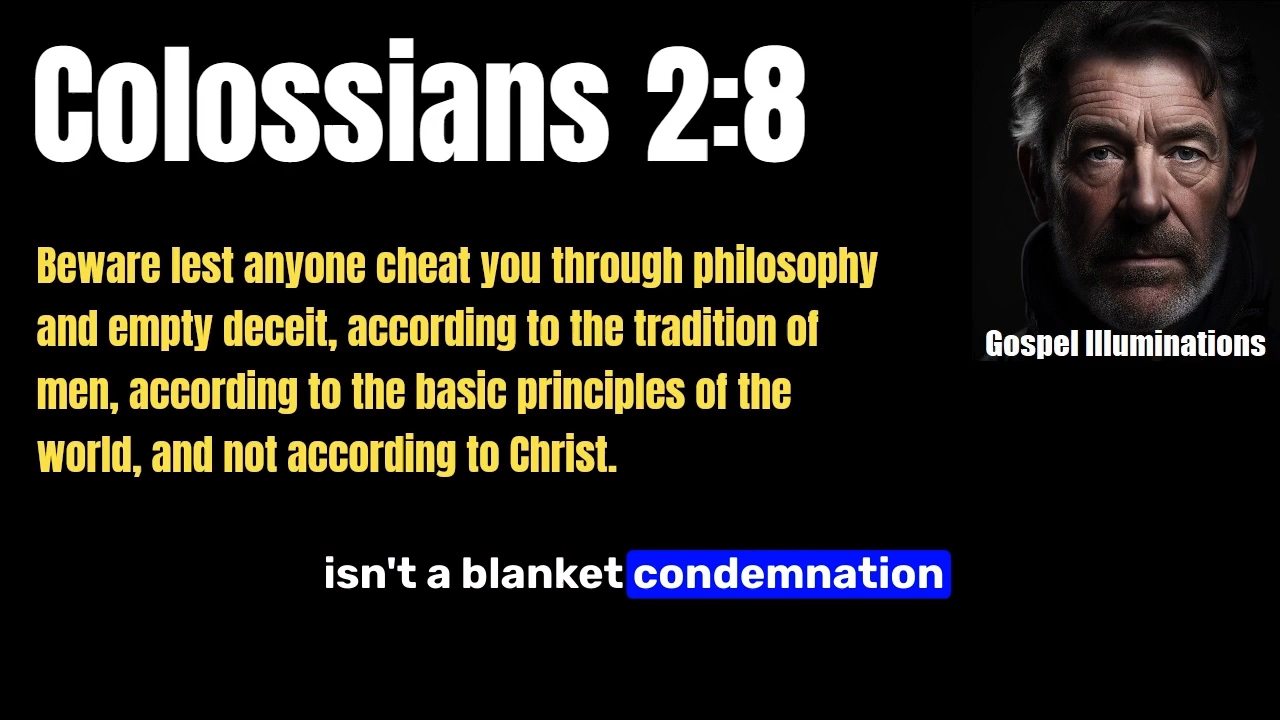 Colossians 2:8
Beware lest anyone cheat you through philosophy
and empty deceit, according to the tradition of
men, according to the basic principles of the
world, and not according to Christ.
Gospel Illuminations
isn't a blanket condemnation